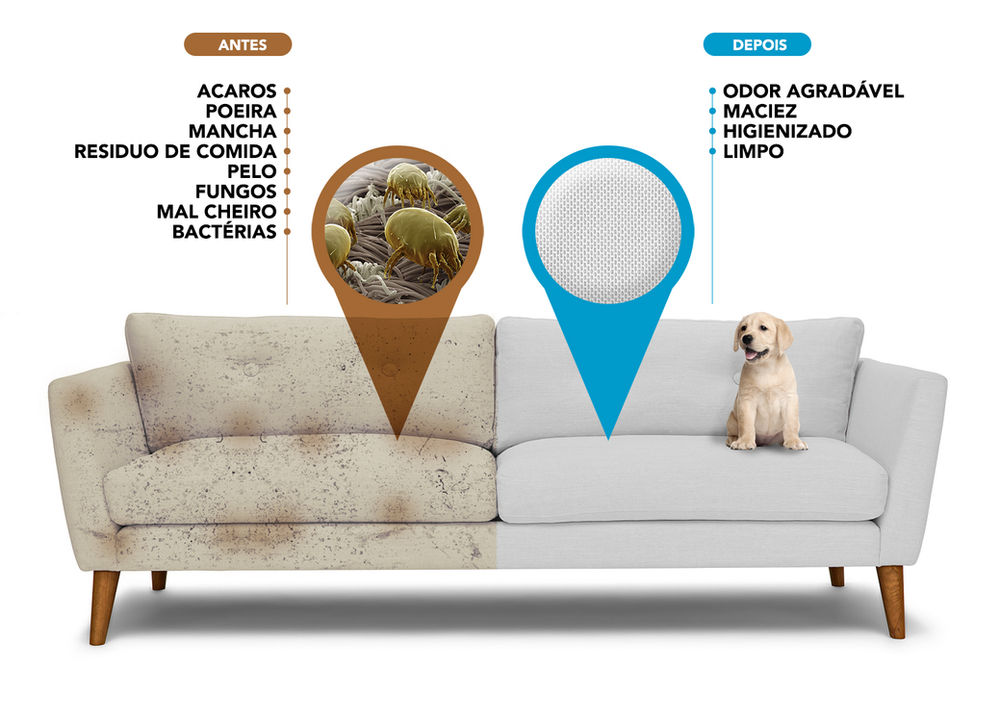 ANTES
ACAROS
POEIRA
MANCHA
RESIDUO DE COMIDA
PELO
FUNGOS
MAL CHEIRO
BACTÉRIAS
DEPOIS
ODOR AGRADÁVEL
MACIEZ
HIGIENIZADO
LIMPO